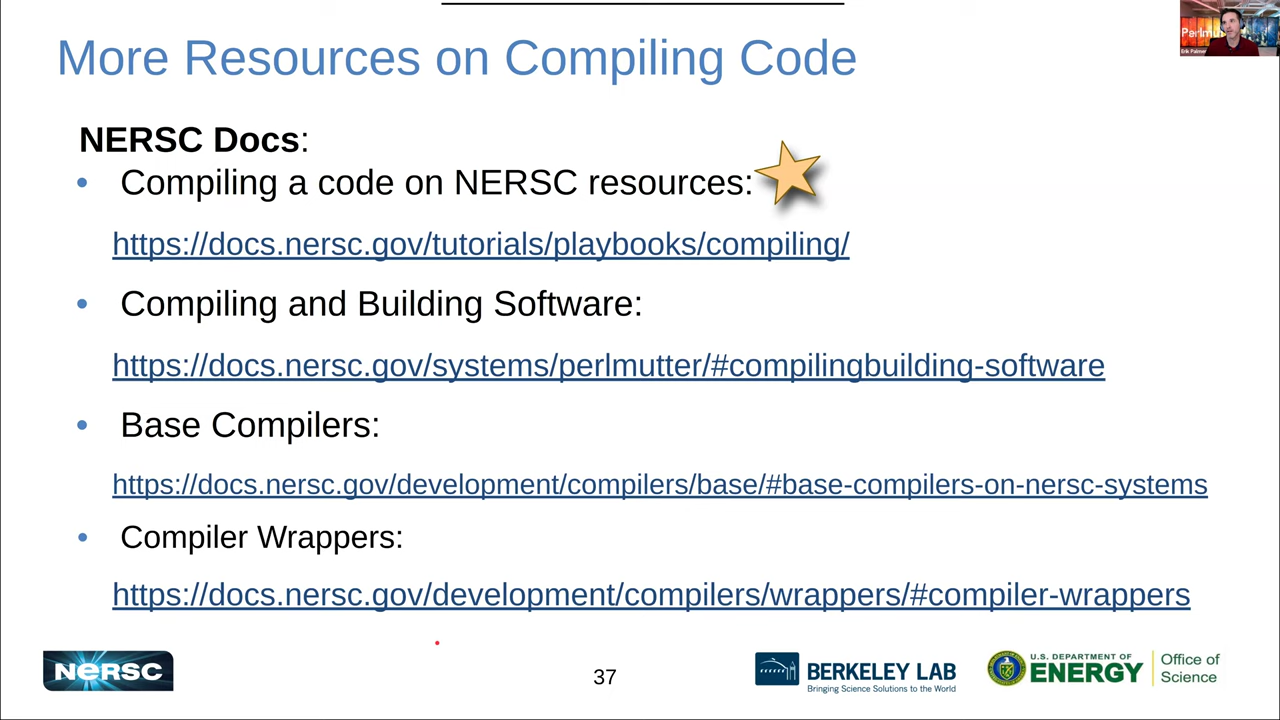 More Resources on Compiling Code
NERSC Docs:
• Compiling a code on NERSC resources:
https://docs.nersc.gov/tutorials/playbooks/compiling/
• Compiling and Building Software:
https://docs.nersc.gov/systems/perlmutter/#compilingbuilding-software
• Base Compilers:
https://docs.nersc.gov/development/compilers/base/#base-compilers-on-nersc-systems
• Compiler Wrappers:
https://docs.nersc.gov/development/compilers/wrappers/#compiler-wrappers
NERSC
37
BERKELEY LAB
Bringing Science Solutions to the World
U.S. DEPARTMENT OF
ENERGY
Office of
Science
Erik Palmer